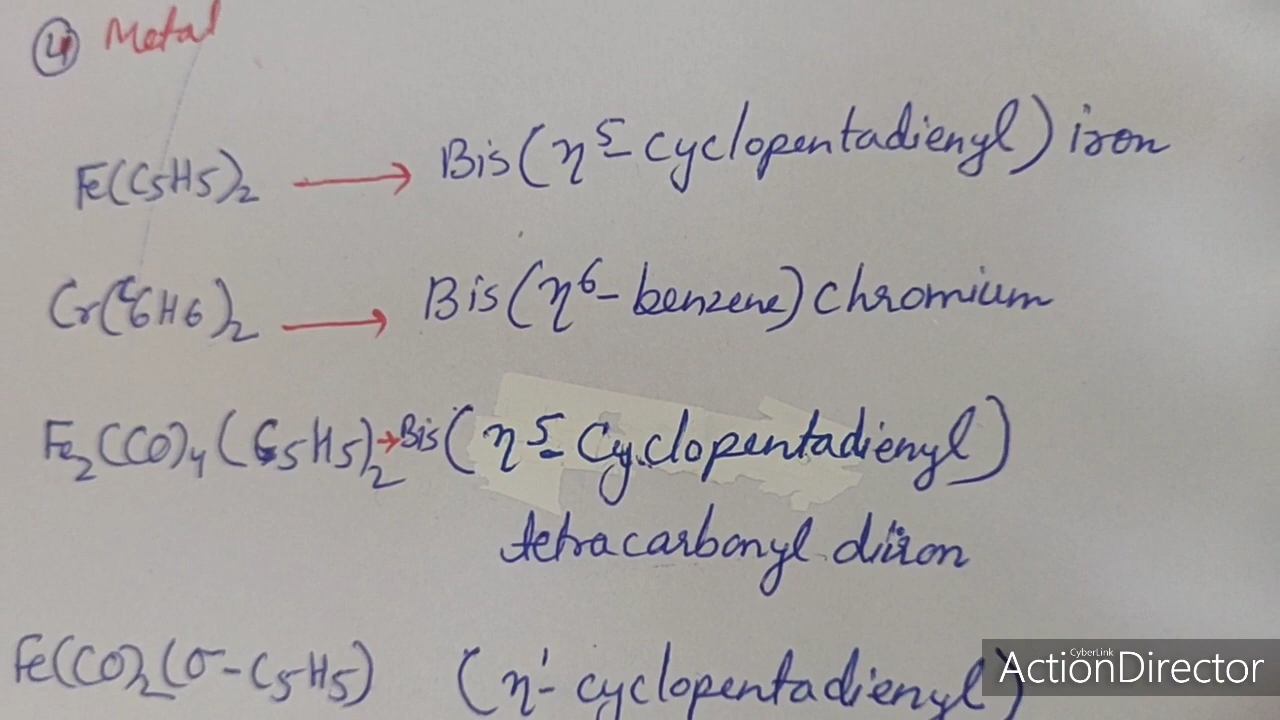 ④ Metal
Fe(C5H5)2 → Bis(η5-cyclopentadienyl) iron
Cr(C6H6)2 → Bis(η6-benzene) chromium
Fe2(CO)4(C5H5)2 → Bis(η5-Cyclopentadienyl)
tetracarbonyl diiron
Fe(CO)2(σ-C5H5) (η1-cyclopentadienyl)
CyberLink
ActionDirector